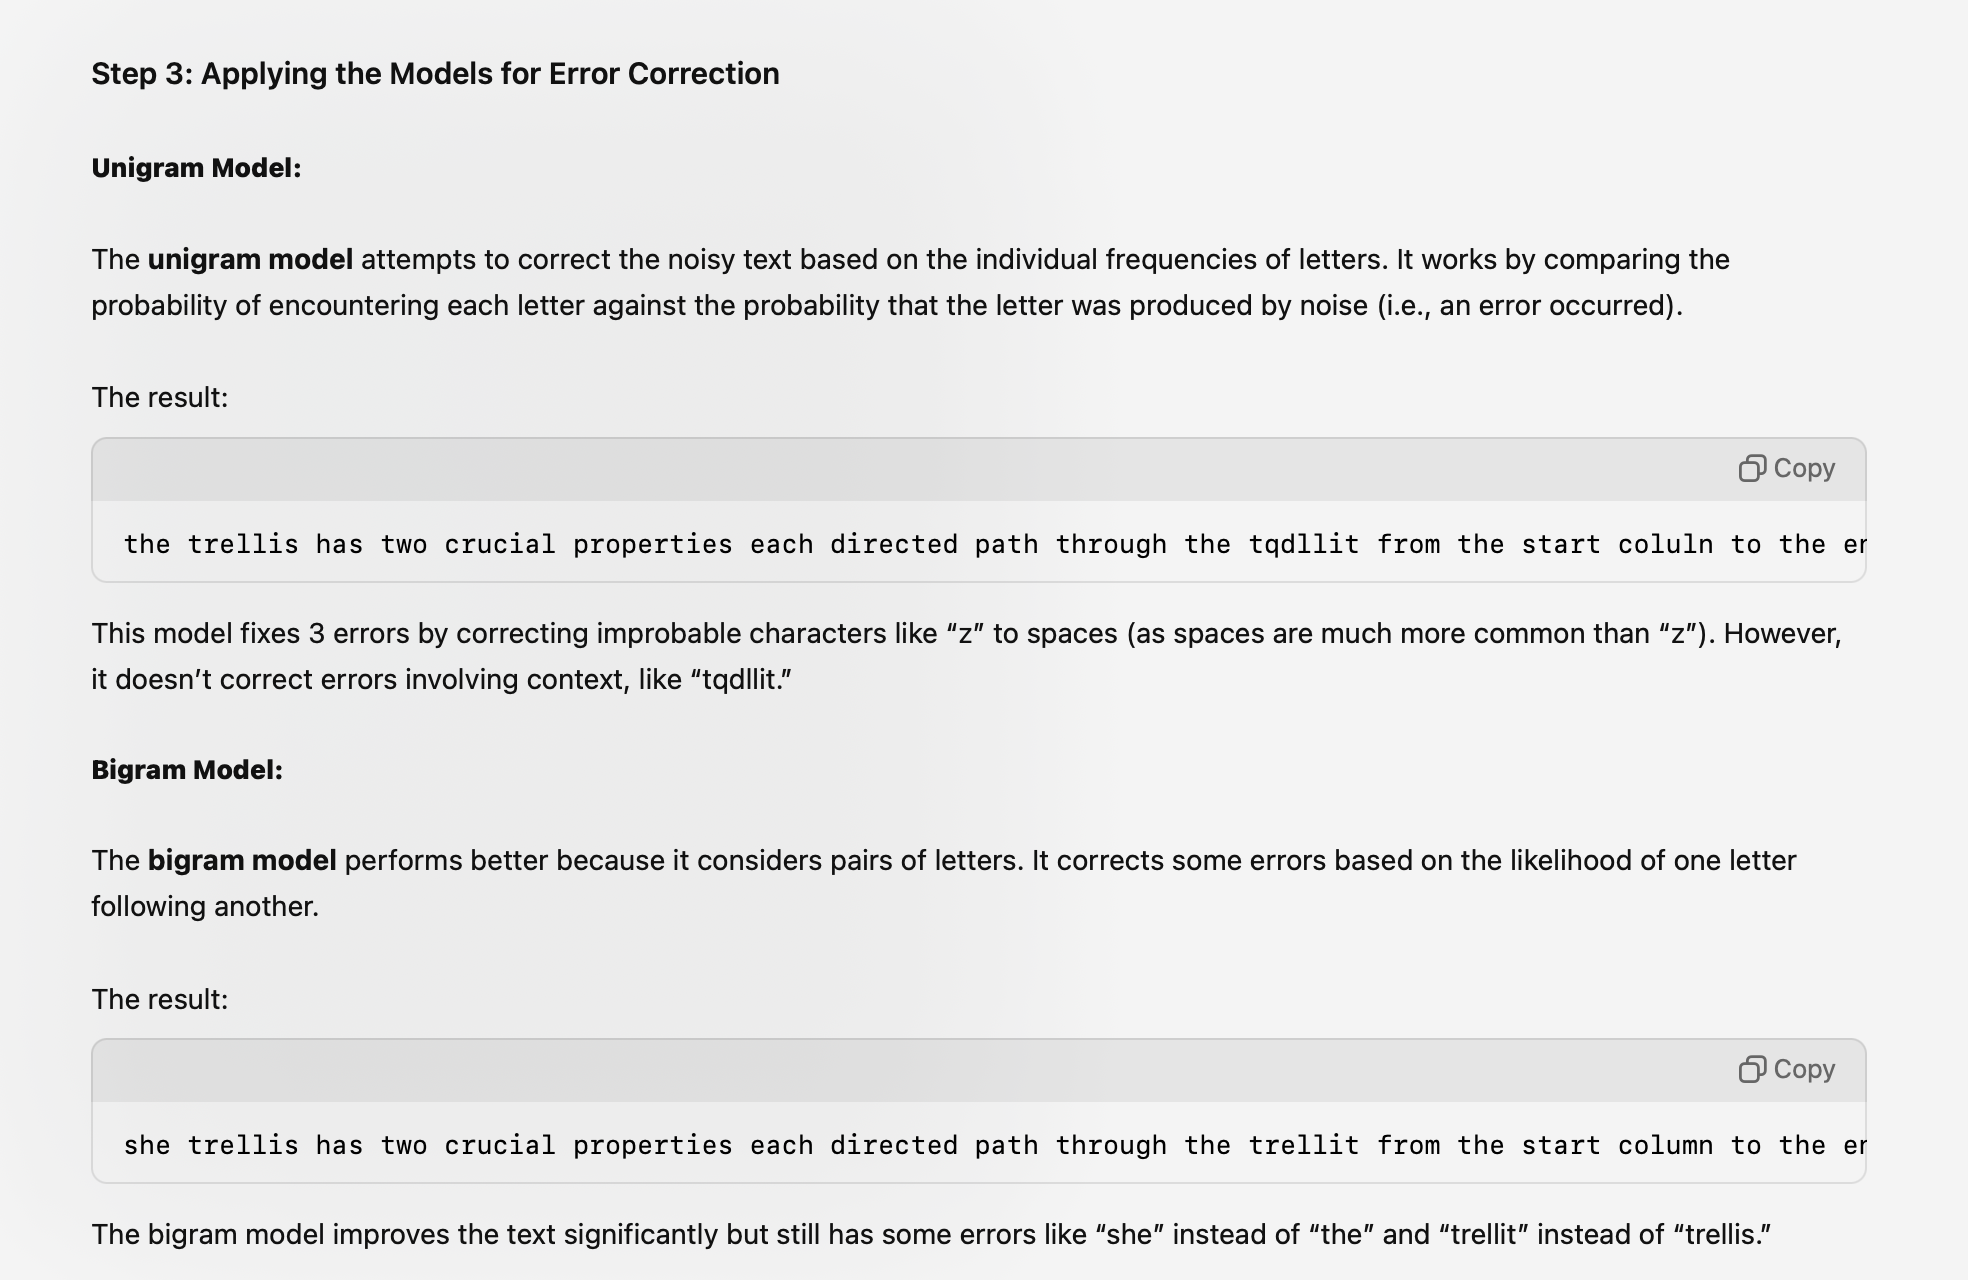 Step 3: Applying the Models for Error Correction
Unigram Model:
The unigram model attempts to correct the noisy text based on the individual frequencies of letters. It works by comparing the
probability of encountering each letter against the probability that the letter was produced by noise (i.e., an error occurred).
The result:
Copy
the trellis has two crucial properties each directed path through the tqdllit from the start coluln to the
This model fixes 3 errors by correcting improbable characters like “z” to spaces (as spaces are much more common than “z”). However,
it doesn’t correct errors involving context, like “tqdllit.”
Bigram Model:
The bigram model performs better because it considers pairs of letters. It corrects some errors based on the likelihood of one letter
following another.
The result:
Copy
she trellis has two crucial properties each directed path through the trellit from the start column to the
The bigram model improves the text significantly but still has some errors like “she” instead of “the” and “trellit” instead of “trellis.”